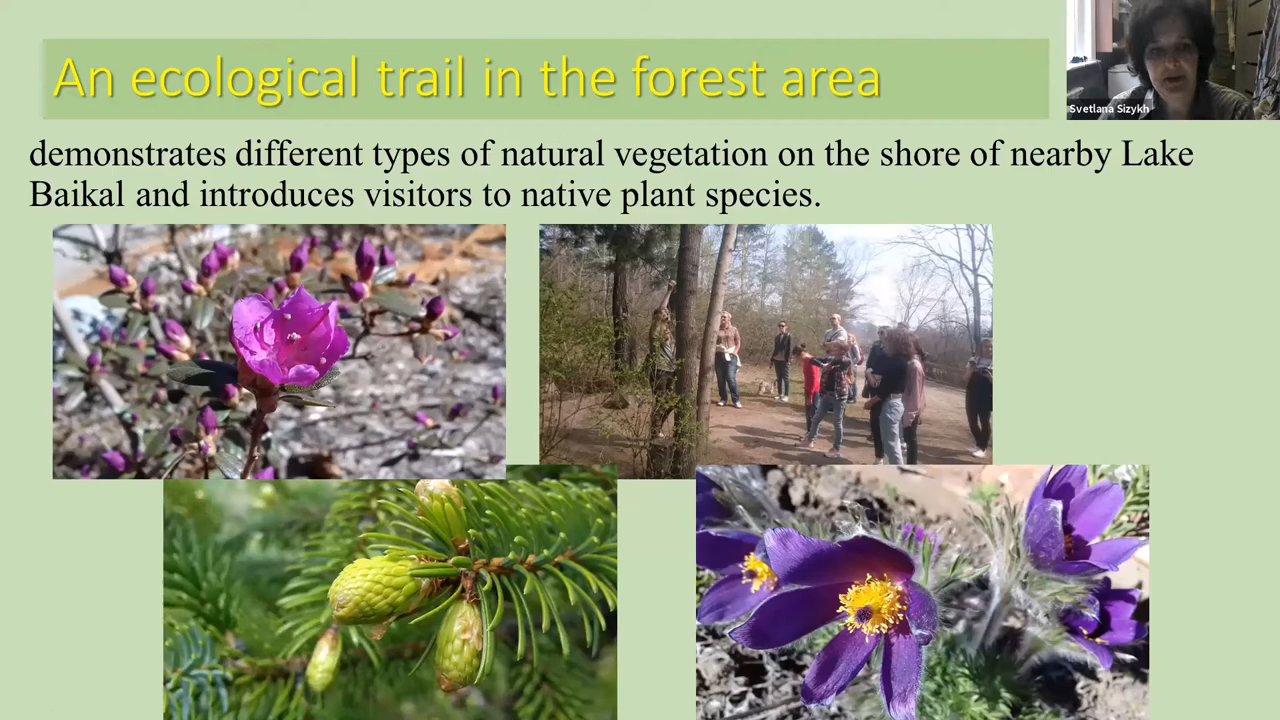 An ecological trail in the forest area
Svetlana Sizykh
demonstrates different types of natural vegetation on the shore of nearby Lake
Baikal and introduces visitors to native plant species.